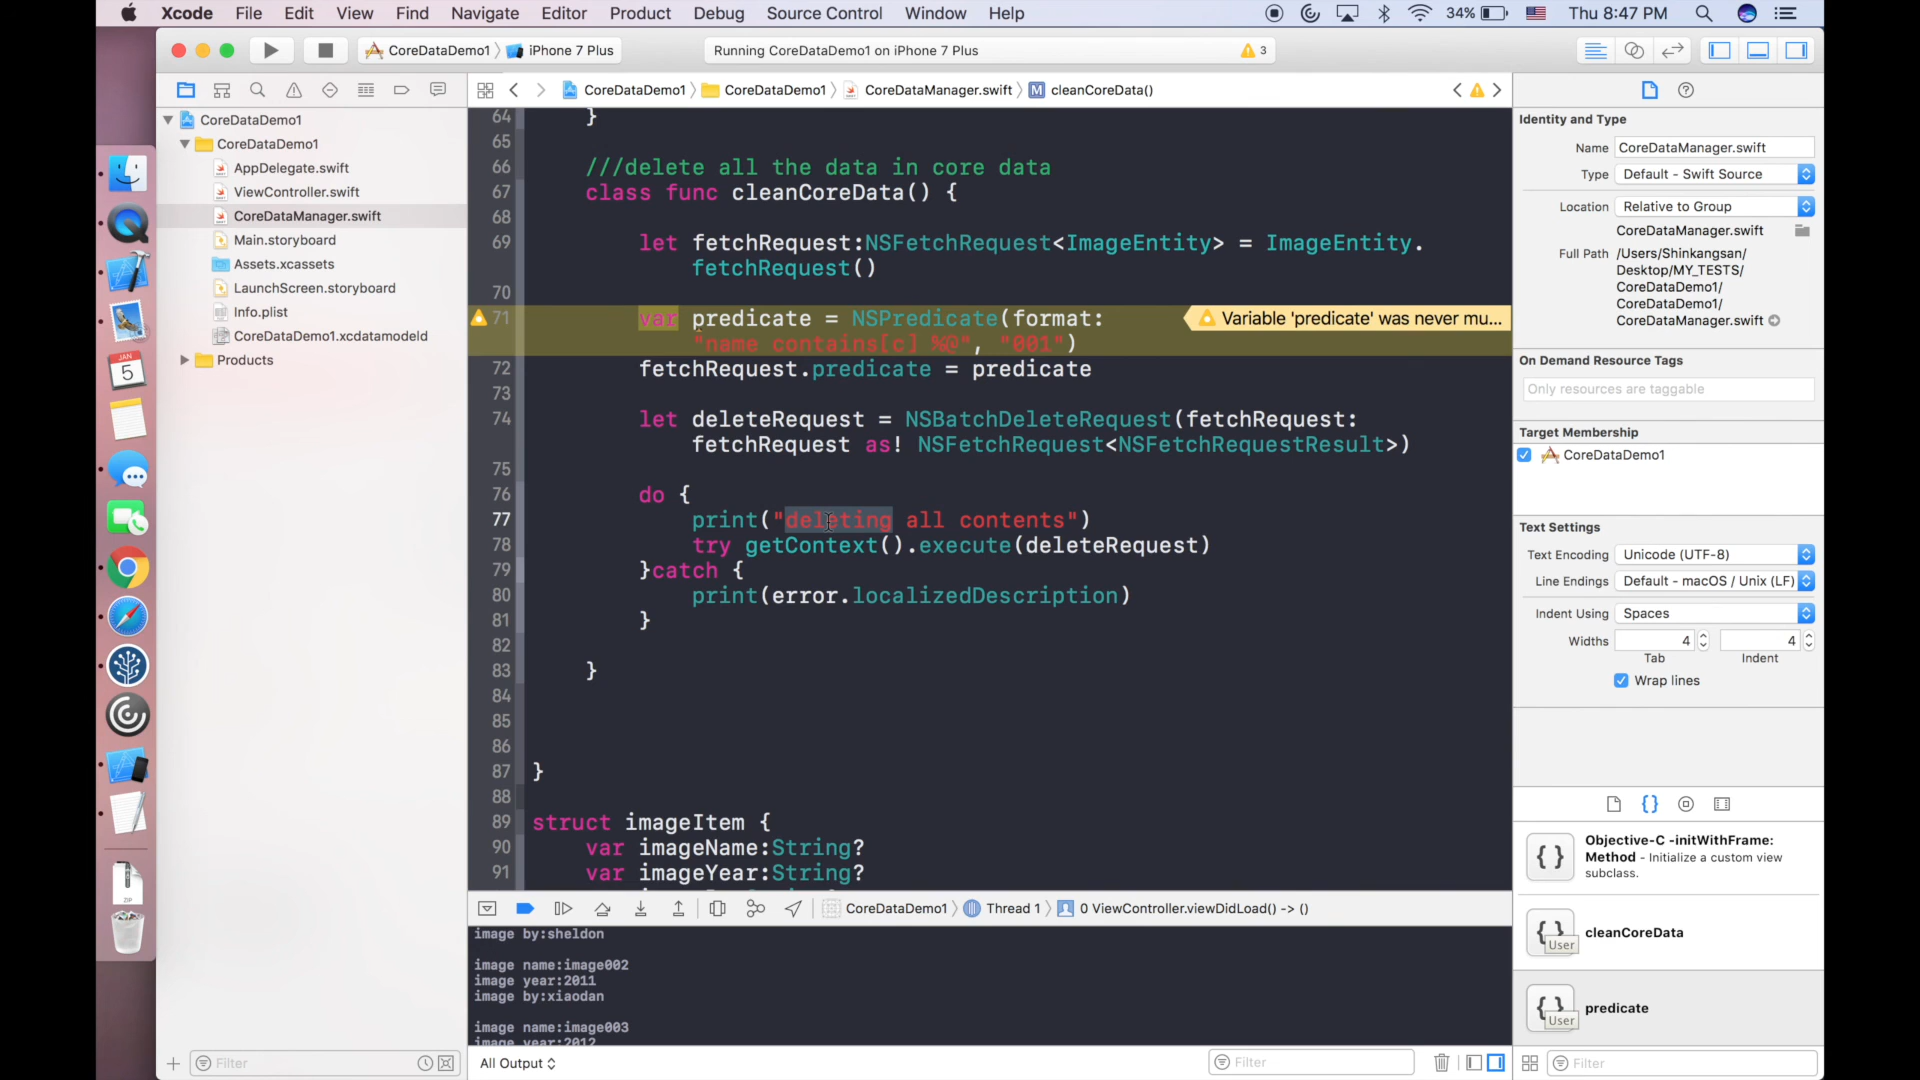 Xcode File Edit View Find Navigate Editor Product Debug Source Control Window Help 34% Thu 8:47 PM
CoreDataDemo1 iPhone 7 Plus Running CoreDataDemo1 on iPhone 7 Plus 3
CoreDataDemo1 CoreDataDemo1 CoreDataManager.swift M cleanCoreData()
CoreDataDemo1
CoreDataDemo1
AppDelegate.swift
ViewController.swift
CoreDataManager.swift
Main.storyboard
Assets.xcassets
LaunchScreen.storyboard
Info.plist
CoreDataDemo1.xcdatamodeld
Products
Filter
JAN
5
ZIP
64 }
65
66 ///delete all the data in core data
67 class func cleanCoreData() {
68
69 let fetchRequest:NSFetchRequest<ImageEntity> = ImageEntity.
fetchRequest()
70
71 var predicate = NSPredicate(format: Variable 'predicate' was never mu...
"name contains[c] %@", "001")
72 fetchRequest.predicate = predicate
73
74 let deleteRequest = NSBatchDeleteRequest(fetchRequest:
fetchRequest as! NSFetchRequest<NSFetchRequestResult>)
75
76 do {
77 print("deleting all contents")
78 try getContext().execute(deleteRequest)
79 }catch {
80 print(error.localizedDescription)
81 }
82
83 }
84
85
86
87 }
88
89 struct imageItem {
90 var imageName:String?
91 var imageYear:String?
CoreDataDemo1 Thread 1 0 ViewController.viewDidLoad() -> ()
image by:sheldon
image name:image002
image year:2011
image by:xiaodan
image name:image003
image year:2012
All Output Filter
Identity and Type
Name CoreDataManager.swift
Type Default - Swift Source
Location Relative to Group
CoreDataManager.swift
Full Path /Users/Shinkangsan/
Desktop/MY_TESTS/
CoreDataDemo1/
CoreDataDemo1/
CoreDataManager.swift
On Demand Resource Tags
Only resources are taggable
Target Membership
CoreDataDemo1
Text Settings
Text Encoding Unicode (UTF-8)
Line Endings Default - macOS / Unix (LF)
Indent Using Spaces
Widths 4 4
Tab Indent
Wrap lines
{ } Objective-C -initWithFrame:
Method - Initialize a custom view
subclass.
User cleanCoreData
User predicate
Filter